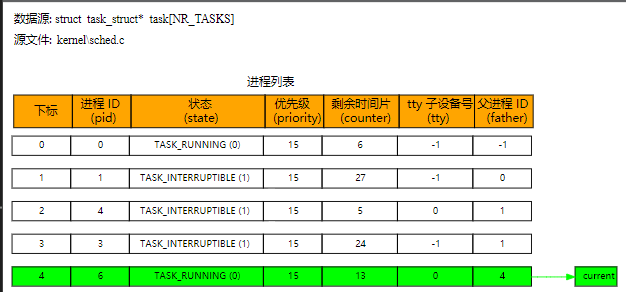 数据源: struct task_struct* task[NR_TASKS]
源文件: kernel\sched.c
进程列表
下标 进程 ID (pid) 状态 (state) 优先级 (priority) 剩余时间片 (counter) tty 子设备号 (tty) 父进程 ID (father)
0 0 TASK_RUNNING (0) 15 6 -1 -1
1 1 TASK_INTERRUPTIBLE (1) 15 27 -1 0
2 4 TASK_INTERRUPTIBLE (1) 15 5 0 1
3 3 TASK_INTERRUPTIBLE (1) 15 24 -1 1
4 6 TASK_RUNNING (0) 15 13 0 4 current